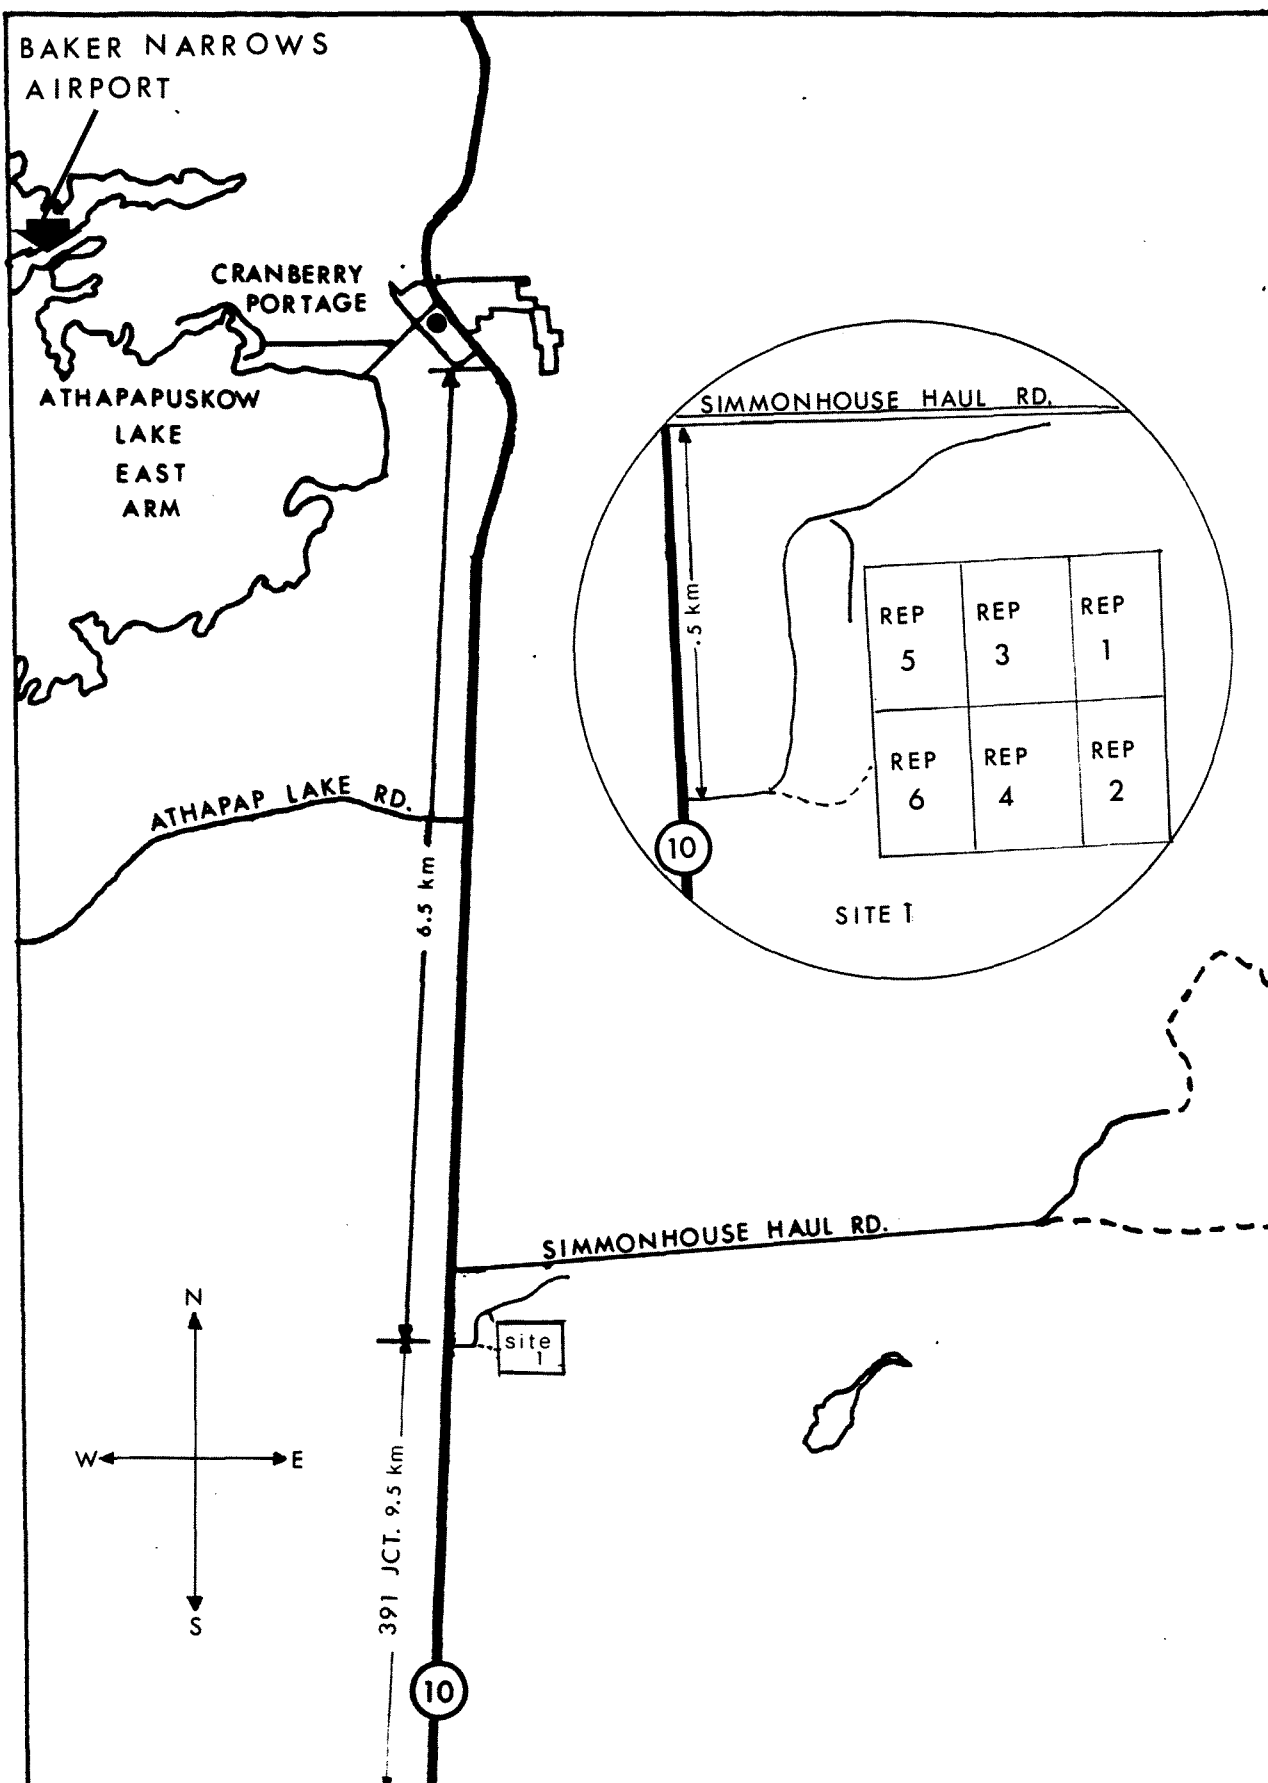 BAKER NARROWS
AIRPORT
CRANBERRY
PORTAGE
ATHAPAPUSKOW
LAKE
EAST
ARM
SIMMONHOUSE HAUL RD.
.5 km
REP
5
REP
3
REP
1
REP
6
REP
4
REP
2
10
SITE 1
ATHAPAP LAKE RD.
6.5 km
SIMMONHOUSE HAUL RD.
site
1
N
W
E
S
391 JCT. 9.5 km
10